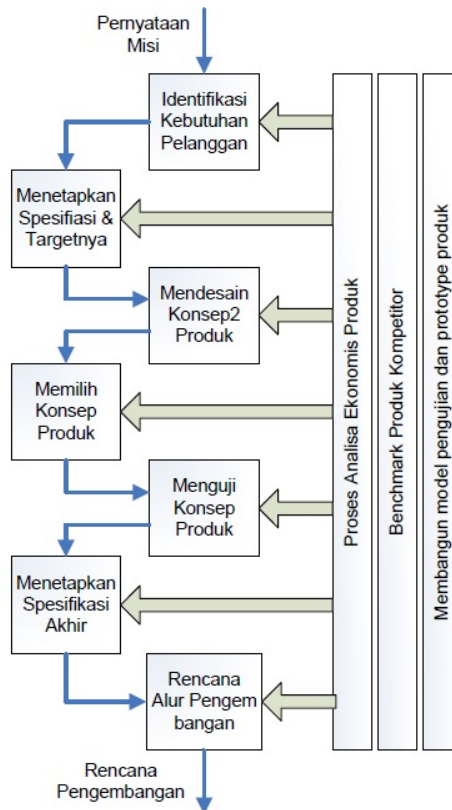 Pernyataan
Misi
Identifikasi
Kebutuhan
Pelanggan
Menetapkan
Spesifiasi &
Targetnya
Mendesain
Konsep2
Produk
Memilih
Konsep
Produk
Menguji
Konsep
Produk
Menetapkan
Spesifikasi
Akhir
Rencana
Alur Pengem
bangan
Rencana
Pengembangan
Proses Analisa Ekonomis Produk
Benchmark Produk Kompetitor
Membangun model pengujian dan prototype produk